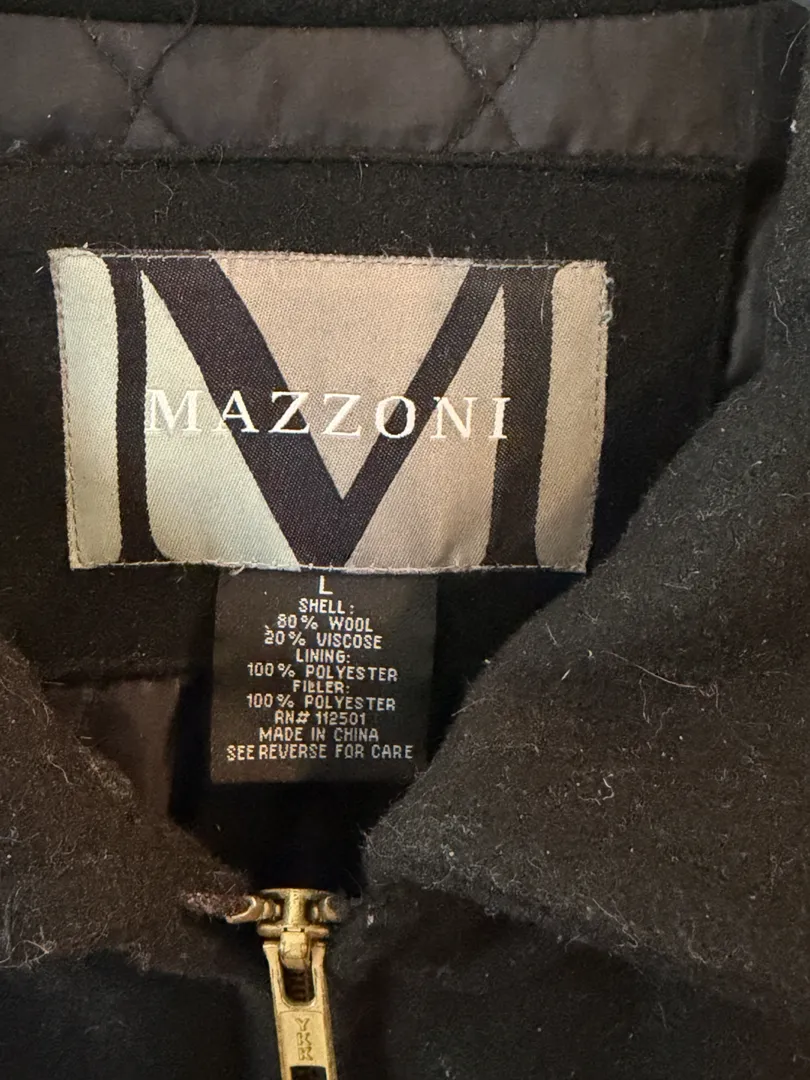 MAZZONI
L
SHELL:
80% WOOL
20% VISCOSE
LINING:
100% POLYESTER
FILLER:
100% POLYESTER
RN# 112501
MADE IN CHINA
SEE REVERSE FOR CARE
YKK